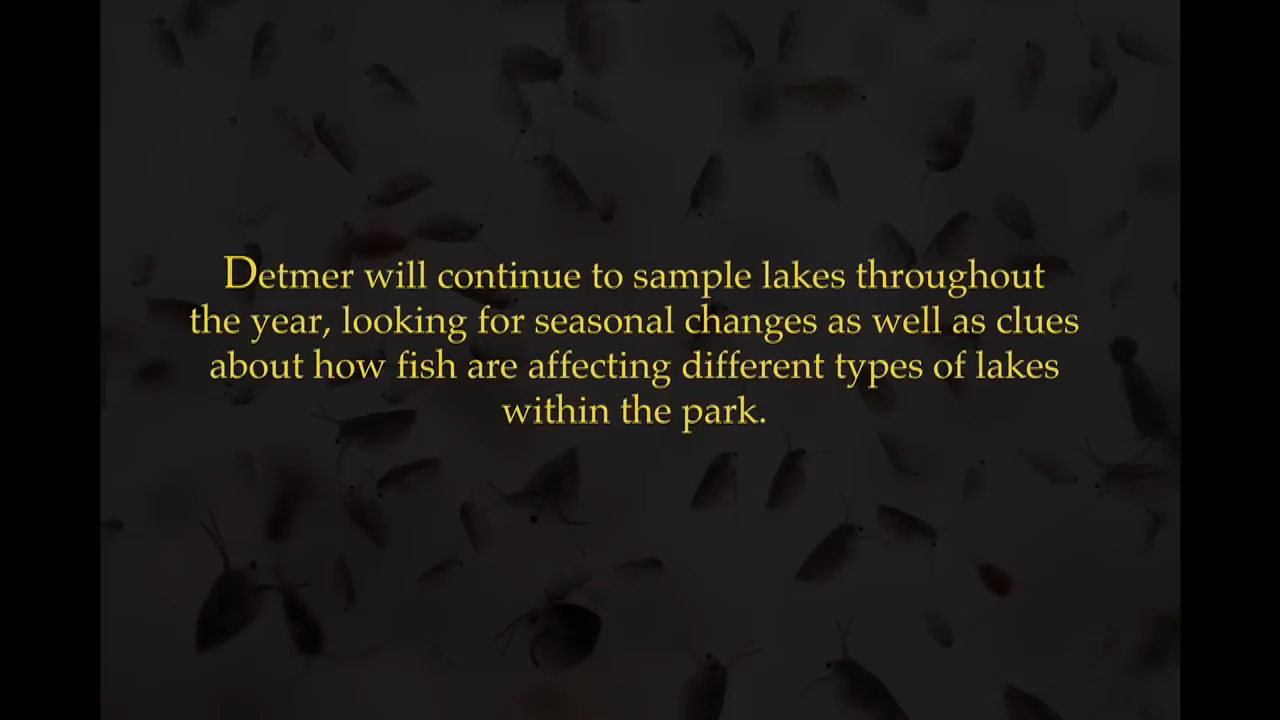 Detmer will continue to sample lakes throughout
the year, looking for seasonal changes as well as clues
about how fish are affecting different types of lakes
within the park.